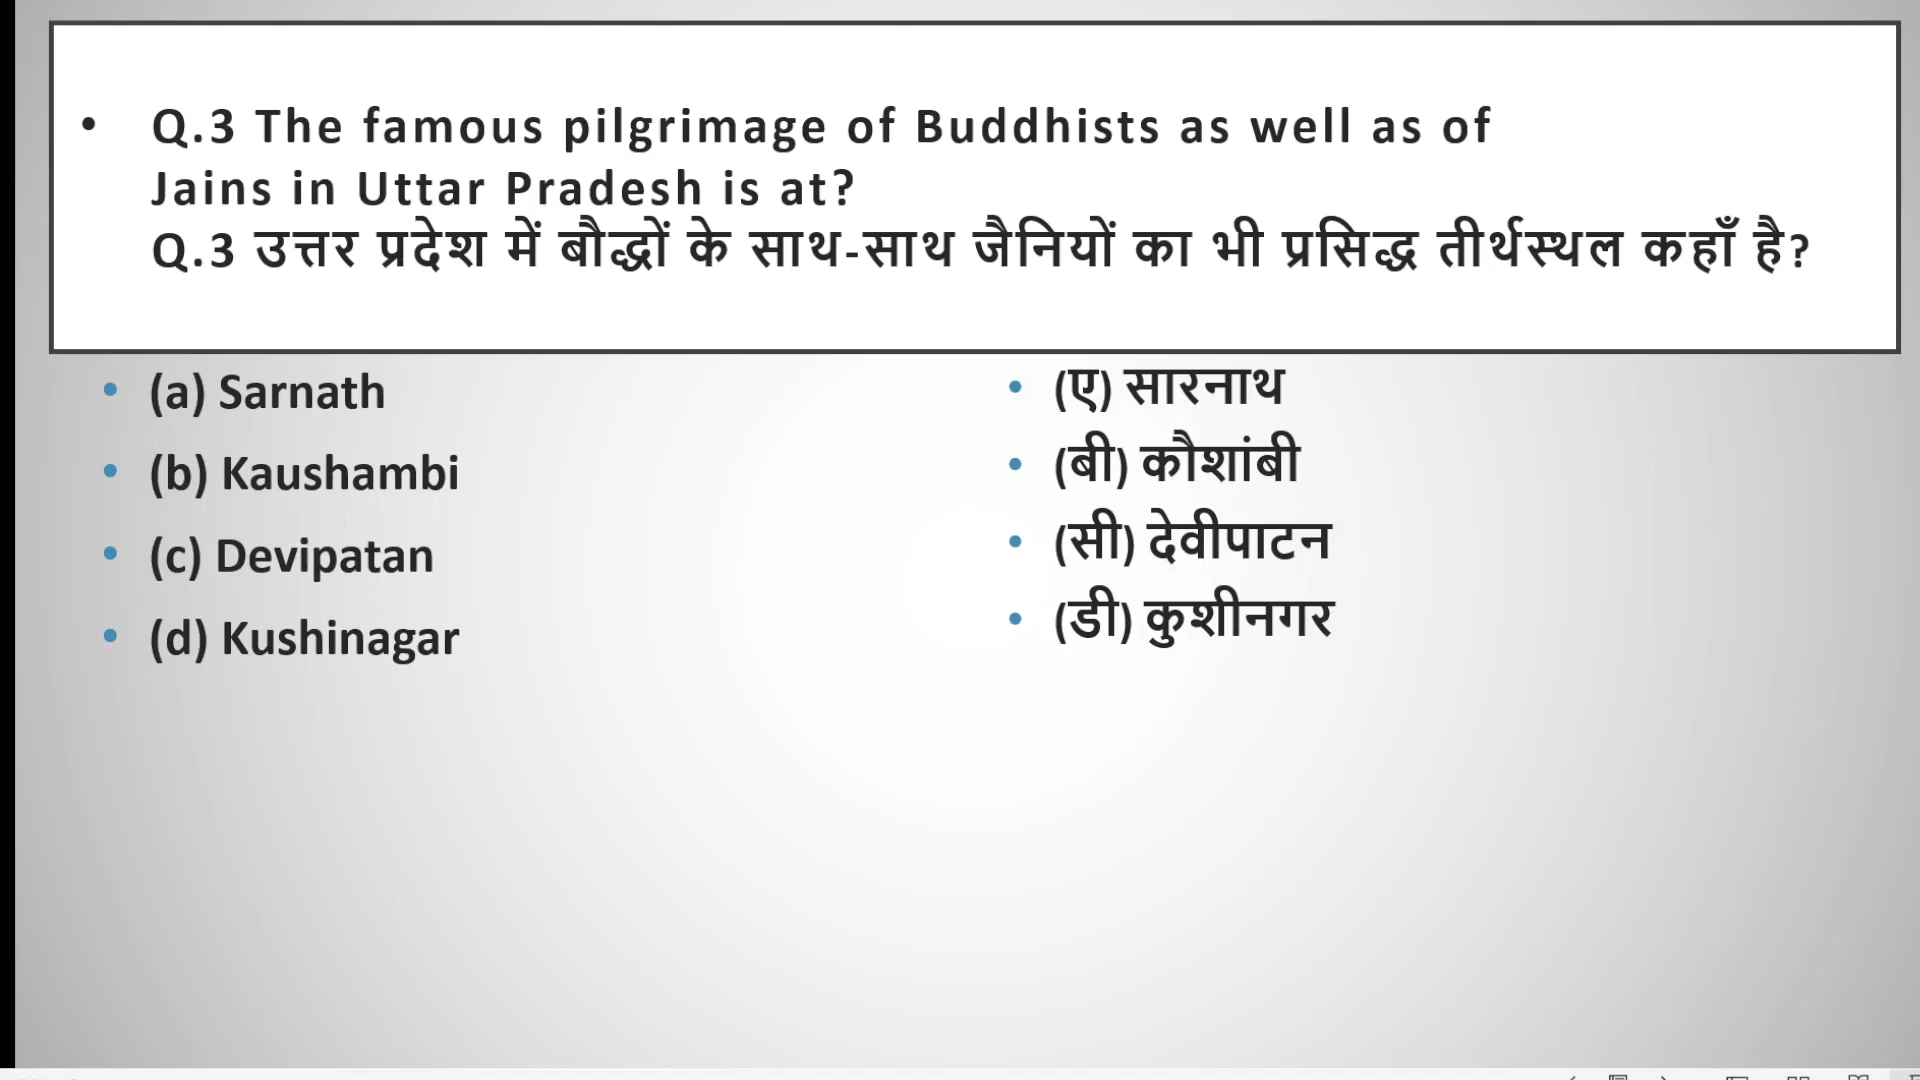 • Q.3 The famous pilgrimage of Buddhists as well as of
Jains in Uttar Pradesh is at?
Q.3 उत्तर प्रदेश में बौद्धों के साथ-साथ जैनियों का भी प्रसिद्ध तीर्थस्थल कहाँ है?
• (a) Sarnath
• (b) Kaushambi
• (c) Devipatan
• (d) Kushinagar
• (ए) सारनाथ
• (बी) कौशांबी
• (सी) देवीपाटन
• (डी) कुशीनगर